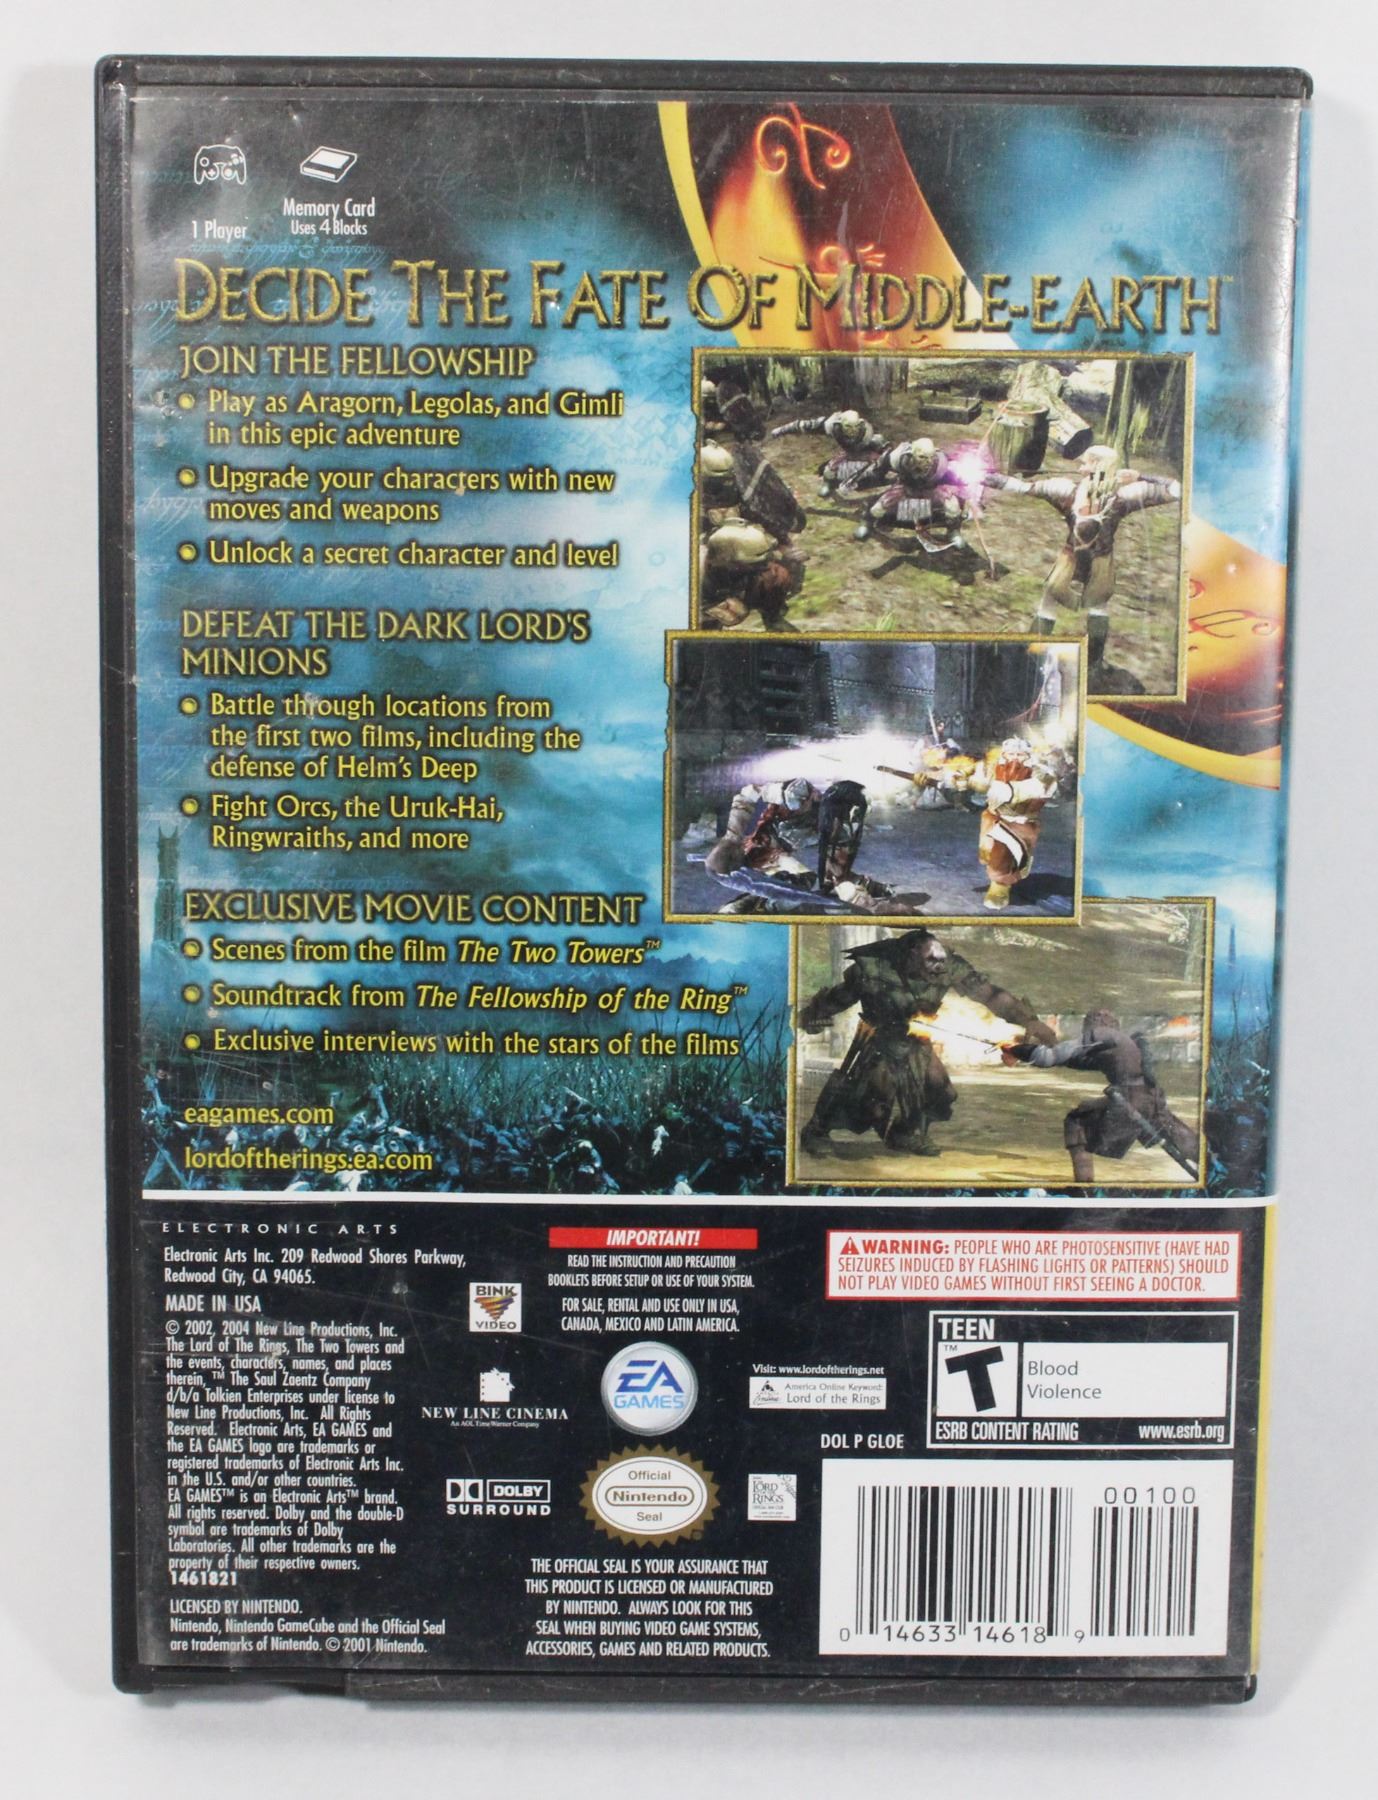 1 Player
Memory Card
Uses 4 Blocks
DECIDE THE FATE OF MIDDLE-EARTH™
JOIN THE FELLOWSHIP
Play as Aragorn, Legolas, and Gimli
in this epic adventure
Upgrade your characters with new
moves and weapons
Unlock a secret character and level
DEFEAT THE DARK LORD'S
MINIONS
Battle through locations from
the first two films, including the
defense of Helm's Deep
Fight Orcs, the Uruk-Hai,
Ringwraiths, and more
EXCLUSIVE MOVIE CONTENT
Scenes from the film The Two Towers™
Soundtrack from The Fellowship of the Ring™
Exclusive interviews with the stars of the films
eagames.com
lordoftherings.ea.com
ELECTRONIC ARTS
Electronic Arts Inc. 209 Redwood Shores Parkway,
Redwood City, CA 94065.
MADE IN USA
© 2002, 2004 New Line Productions, Inc.
The Lord of The Rings, The Two Towers and
the events, characters, names, and places
therein, ™ The Saul Zaentz Company
d/b/a Tolkien Enterprises under license to
New Line Productions, Inc. All Rights
Reserved. Electronic Arts, EA GAMES and
the EA GAMES logo are trademarks or
registered trademarks of Electronic Arts Inc.
in the U.S. and/or other countries.
EA GAMES™ is an Electronic Arts™ brand.
All rights reserved. Dolby and the double-D
symbol are trademarks of Dolby
Laboratories. All other trademarks are the
property of their respective owners.
1461821
LICENSED BY NINTENDO.
Nintendo, Nintendo GameCube and the Official Seal
are trademarks of Nintendo. © 2001 Nintendo.
BINK
VIDEO
NEW LINE CINEMA
An AOL Time Warner Company
DOLBY
SURROUND
IMPORTANT!
READ THE INSTRUCTION AND PRECAUTION
BOOKLETS BEFORE SETUP OR USE OF YOUR SYSTEM.
FOR SALE, RENTAL AND USE ONLY IN USA,
CANADA, MEXICO AND LATIN AMERICA.
EA
GAMES™
Official
Nintendo
Seal
THE OFFICIAL SEAL IS YOUR ASSURANCE THAT
THIS PRODUCT IS LICENSED OR MANUFACTURED
BY NINTENDO. ALWAYS LOOK FOR THIS
SEAL WHEN BUYING VIDEO GAME SYSTEMS,
ACCESSORIES, GAMES AND RELATED PRODUCTS.
WARNING: PEOPLE WHO ARE PHOTOSENSITIVE (HAVE HAD
SEIZURES INDUCED BY FLASHING LIGHTS OR PATTERNS) SHOULD
NOT PLAY VIDEO GAMES WITHOUT FIRST SEEING A DOCTOR.
Visit: www.lordoftherings.net
America Online Keyword:
Lord of the Rings
TEEN
T™
Blood
Violence
ESRB CONTENT RATING www.esrb.org
DOL P GLOE
LORD
RINGS
00100
0 14633 14618 9